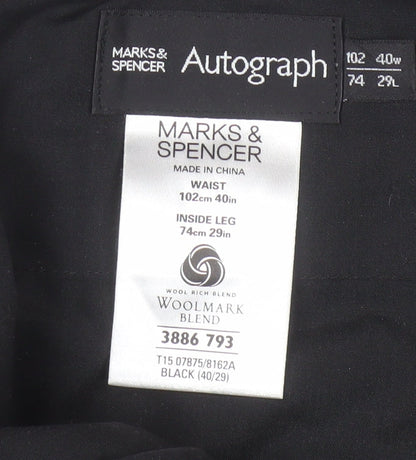 MARKS &
SPENCER
Autograph
102 40w
74 29L
MARKS &
SPENCER
MADE IN CHINA
WAIST
102cm 40in
INSIDE LEG
74cm 29in
WOOL RICH BLEND
WOOLMARK
BLEND
3886 793
T15 07875/8162A
BLACK (40/29)